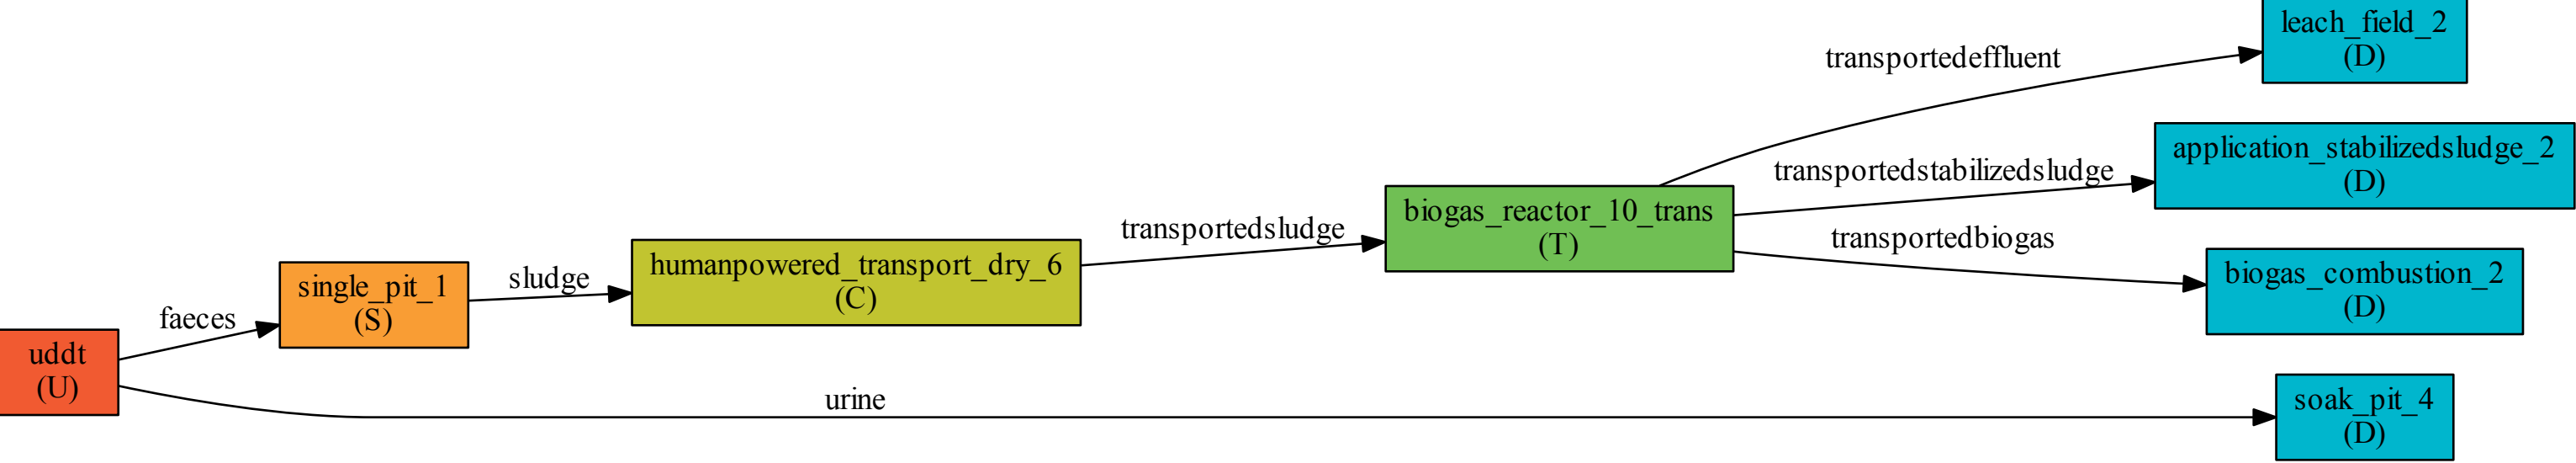 uddt
(U)
faeces
single_pit_1
(S)
sludge
humanpowered_transport_dry_6
(C)
transportedsludge
biogas_reactor_10_trans
(T)
transportedeffluent
leach_field_2
(D)
transportedstabilizedsludge
application_stabilizedsludge_2
(D)
transportedbiogas
biogas_combustion_2
(D)
urine
soak_pit_4
(D)